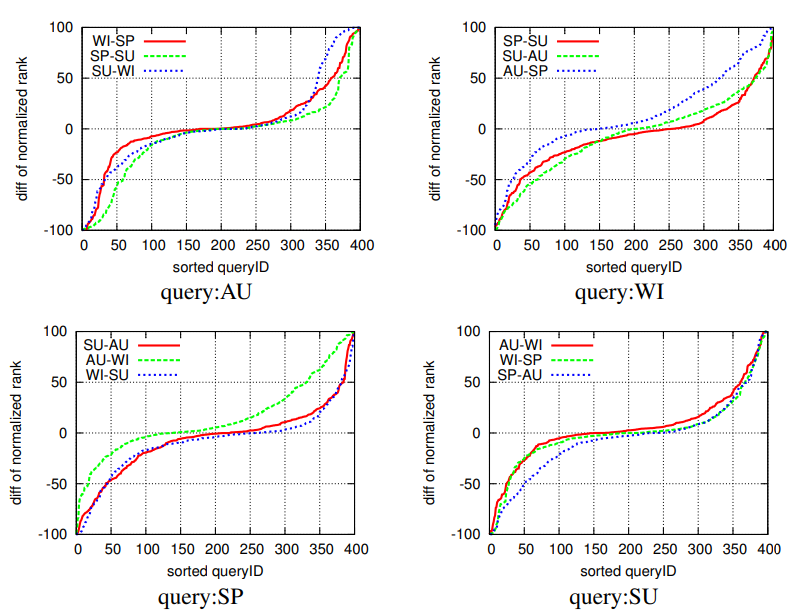 100
50
0
-50
-100
diff of normalized rank
WI-SP
SP-SU
SU-WI
0 50 100 150 200 250 300 350 400
sorted queryID
query:AU
100
50
0
-50
-100
diff of normalized rank
SP-SU
SU-AU
AU-SP
0 50 100 150 200 250 300 350 400
sorted queryID
query:WI
100
50
0
-50
-100
diff of normalized rank
SU-AU
AU-WI
WI-SU
0 50 100 150 200 250 300 350 400
sorted queryID
query:SP
100
50
0
-50
-100
diff of normalized rank
AU-WI
WI-SP
SP-AU
0 50 100 150 200 250 300 350 400
sorted queryID
query:SU